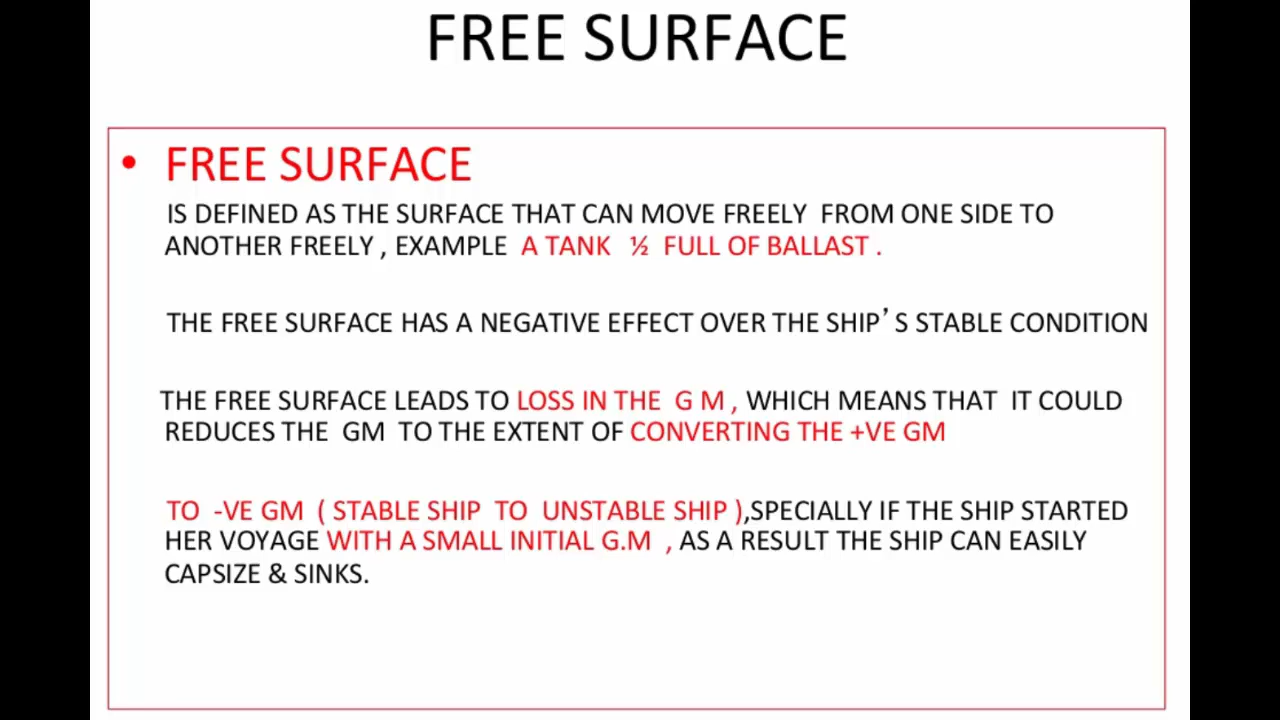 FREE SURFACE
• FREE SURFACE
IS DEFINED AS THE SURFACE THAT CAN MOVE FREELY FROM ONE SIDE TO
ANOTHER FREELY , EXAMPLE A TANK ½ FULL OF BALLAST .
THE FREE SURFACE HAS A NEGATIVE EFFECT OVER THE SHIP’S STABLE CONDITION
THE FREE SURFACE LEADS TO LOSS IN THE G M , WHICH MEANS THAT IT COULD
REDUCES THE GM TO THE EXTENT OF CONVERTING THE +VE GM
TO -VE GM ( STABLE SHIP TO UNSTABLE SHIP ),SPECIALLY IF THE SHIP STARTED
HER VOYAGE WITH A SMALL INITIAL G.M , AS A RESULT THE SHIP CAN EASILY
CAPSIZE & SINKS.